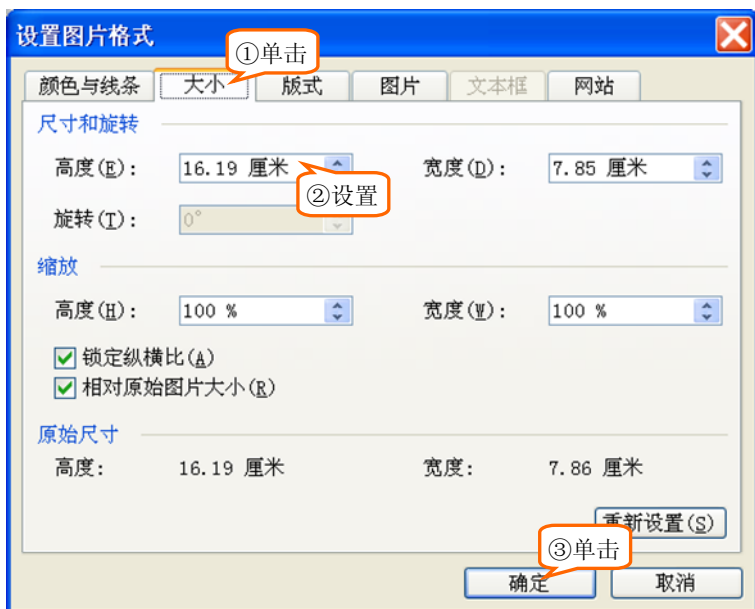 设置图片格式
①单击
颜色与线条 大小 版式 图片 文本框 网站
尺寸和旋转
高度(E): 16.19 厘米 宽度(D): 7.85 厘米
②设置
旋转(T): 0°
缩放
高度(H): 100 % 宽度(W): 100 %
锁定纵横比(A)
相对原始图片大小(R)
原始尺寸
高度: 16.19 厘米 宽度: 7.86 厘米
重新设置(S)
③单击
确定 取消